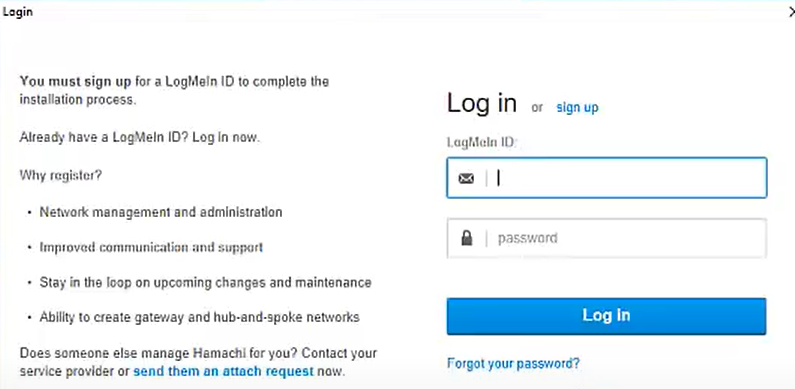 Login
You must sign up for a LogMeIn ID to complete the
installation process.
Already have a LogMeIn ID? Log in now.
Why register?
• Network management and administration
• Improved communication and support
• Stay in the loop on upcoming changes and maintenance
• Ability to create gateway and hub-and-spoke networks
Does someone else manage Hamachi for you? Contact your
service provider or send them an attach request now.
Log in or sign up
LogMeIn ID:
password
Log In
Forgot your password?